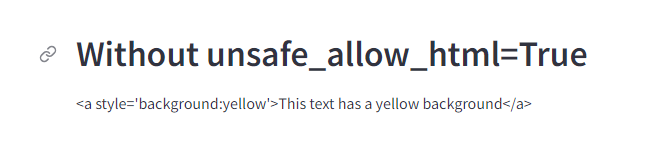 Without unsafe_allow_html=True
<a style='background:yellow'>This text has a yellow background</a>